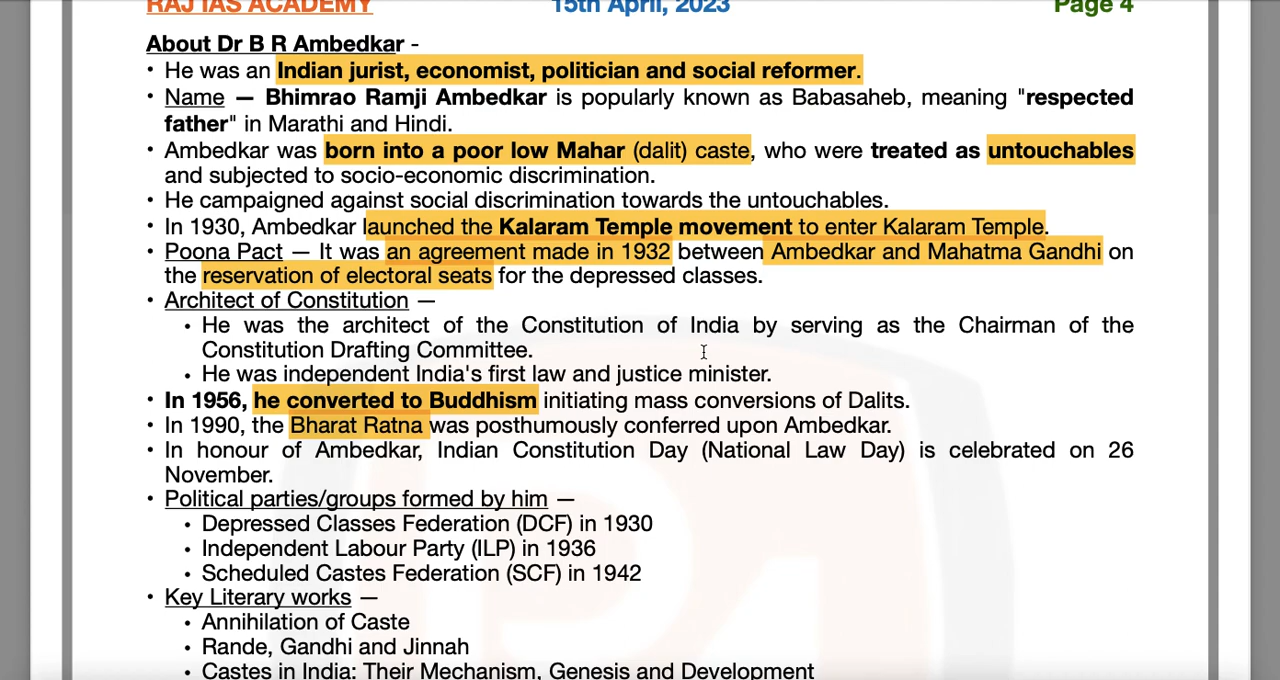 RAJ IAS ACADEMY 15th April, 2023 Page 4
About Dr B R Ambedkar -
• He was an Indian jurist, economist, politician and social reformer.
• Name — Bhimrao Ramji Ambedkar is popularly known as Babasaheb, meaning "respected
father" in Marathi and Hindi.
• Ambedkar was born into a poor low Mahar (dalit) caste, who were treated as untouchables
and subjected to socio-economic discrimination.
• He campaigned against social discrimination towards the untouchables.
• In 1930, Ambedkar launched the Kalaram Temple movement to enter Kalaram Temple.
• Poona Pact — It was an agreement made in 1932 between Ambedkar and Mahatma Gandhi on
the reservation of electoral seats for the depressed classes.
• Architect of Constitution —
• He was the architect of the Constitution of India by serving as the Chairman of the
Constitution Drafting Committee.
• He was independent India's first law and justice minister.
• In 1956, he converted to Buddhism initiating mass conversions of Dalits.
• In 1990, the Bharat Ratna was posthumously conferred upon Ambedkar.
• In honour of Ambedkar, Indian Constitution Day (National Law Day) is celebrated on 26
November.
• Political parties/groups formed by him —
• Depressed Classes Federation (DCF) in 1930
• Independent Labour Party (ILP) in 1936
• Scheduled Castes Federation (SCF) in 1942
• Key Literary works —
• Annihilation of Caste
• Rande, Gandhi and Jinnah
• Castes in India: Their Mechanism, Genesis and Development